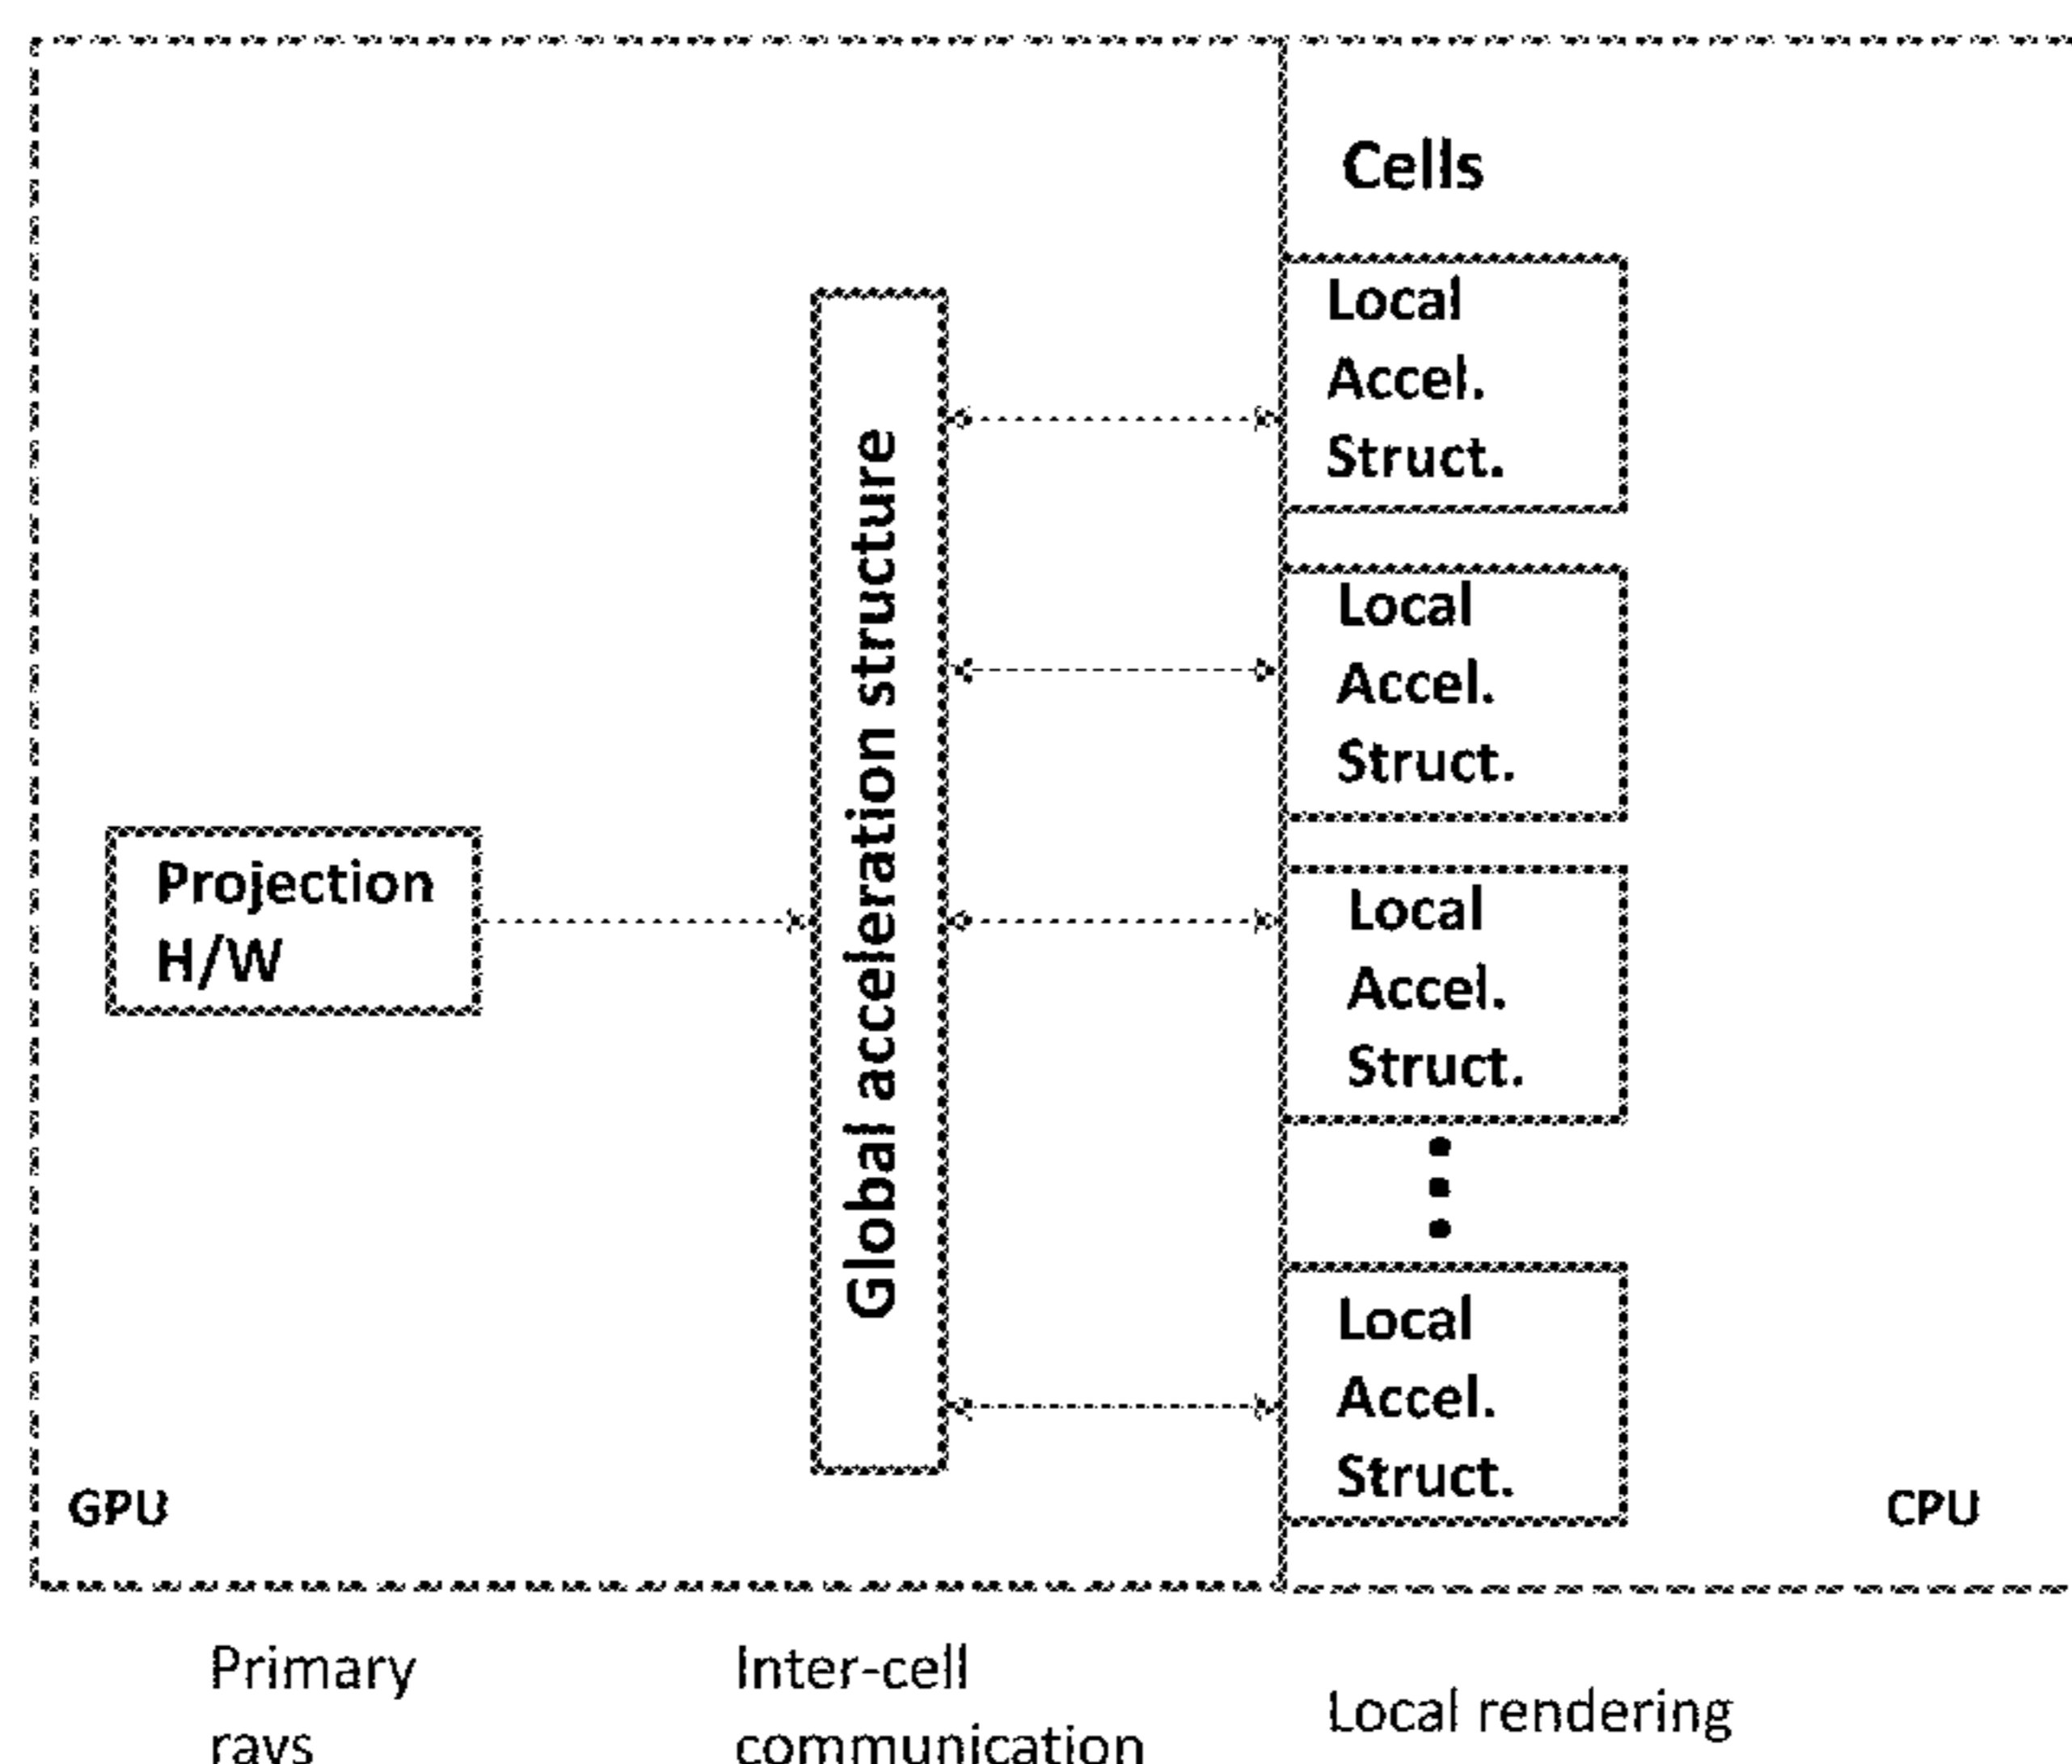 Cells
Local
Accel.
Struct.
Local
Accel.
Struct.
Projection
H/W
Global acceleration structure
Local
Accel.
Struct.
Local
Accel.
Struct.
GPU
CPU
Primary
rays
Inter-cell
communication
Local rendering